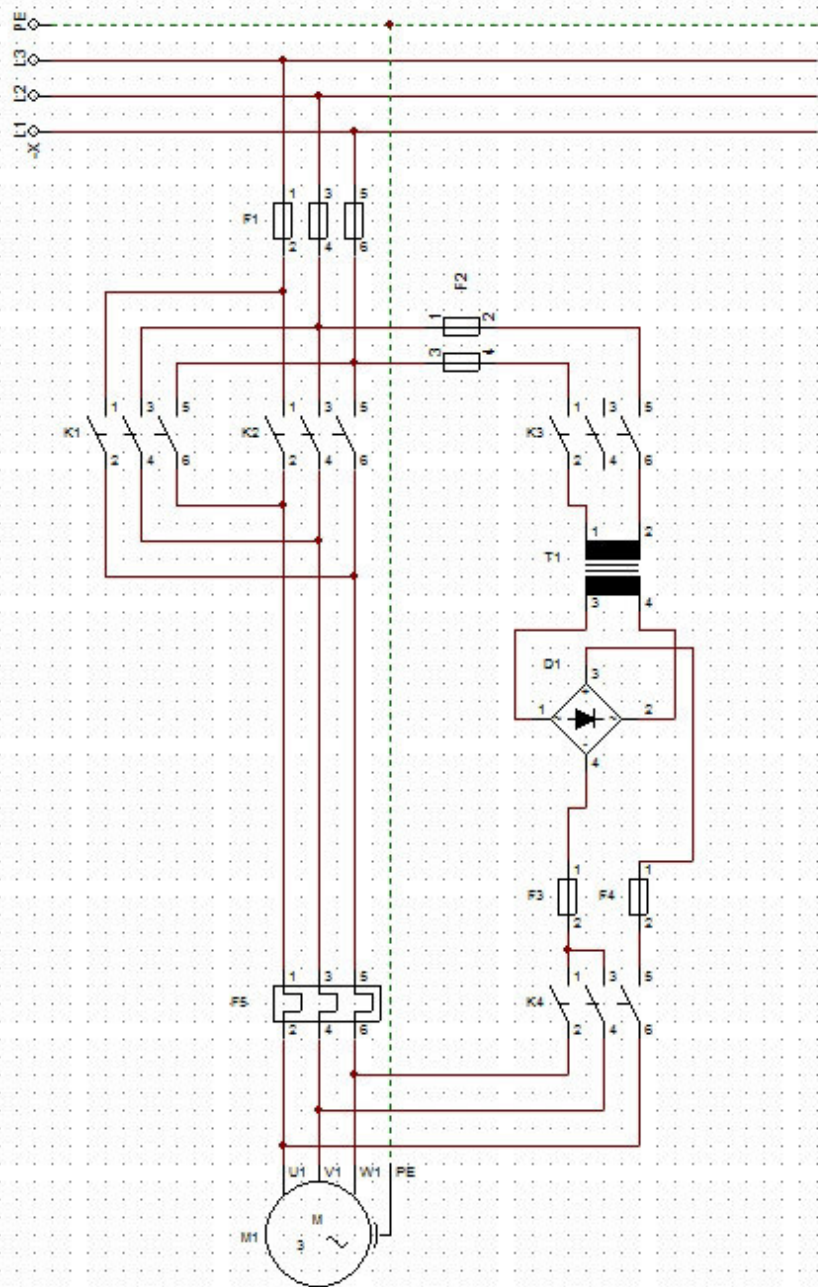 PE
L3
L2
L1
-X
1 3 5
F1
2 4 6
F2
1 2
3 4
1 3 5 1 3 5 1 3 5
K1 K2 K3
2 4 6 2 4 6 2 4 6
1 2
T1
3 4
D1
3
+
1 ~ ~ 2
-
4
1 1
F3 F4
2 2
1 3 5 1 3 5
F5 K4
2 4 6 2 4 6
U1 V1 W1 PE
M
M1
3 ~